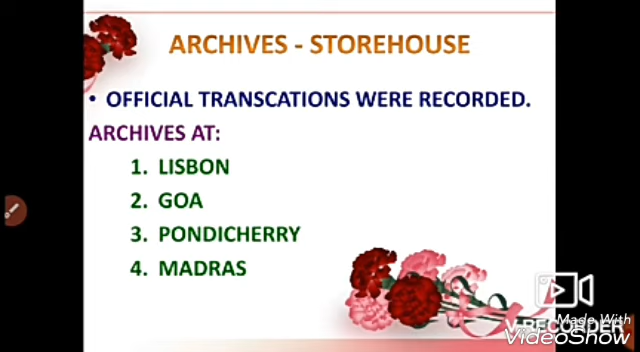 ARCHIVES - STOREHOUSE
• OFFICIAL TRANSCATIONS WERE RECORDED.
ARCHIVES AT:
1. LISBON
2. GOA
3. PONDICHERRY
4. MADRAS
Made With
V RECORDER
VideoShow